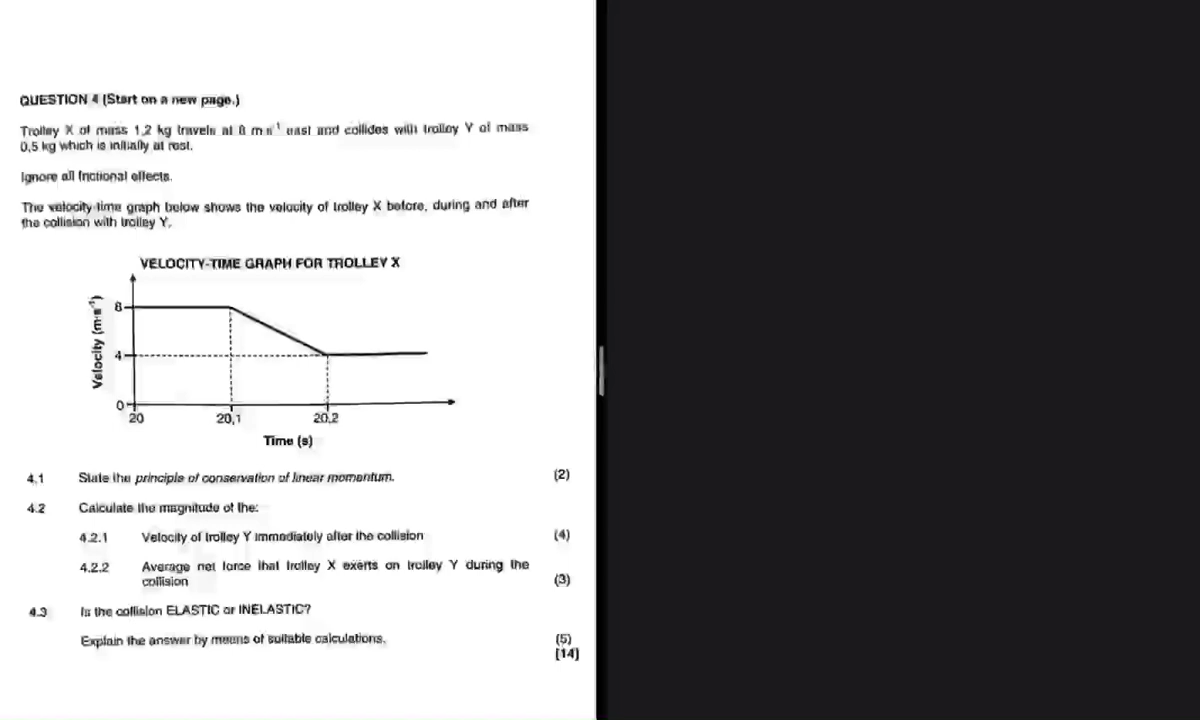 QUESTION 4 (Start on a new page.)
Trolley X of mass 1,2 kg travels at 8 m·s⁻¹ east and collides with trolley Y of mass
0,5 kg which is initially at rest.
Ignore all frictional effects.
The velocity-time graph below shows the velocity of trolley X before, during and after
the collision with trolley Y.
VELOCITY-TIME GRAPH FOR TROLLEY X
Velocity (m·s⁻¹)
8
4
0
20 20,1 20,2
Time (s)
4.1 State the principle of conservation of linear momentum. (2)
4.2 Calculate the magnitude of the:
4.2.1 Velocity of trolley Y immediately after the collision (4)
4.2.2 Average net force that trolley X exerts on trolley Y during the
collision (3)
4.3 Is the collision ELASTIC or INELASTIC?
Explain the answer by means of suitable calculations. (5)
[14]